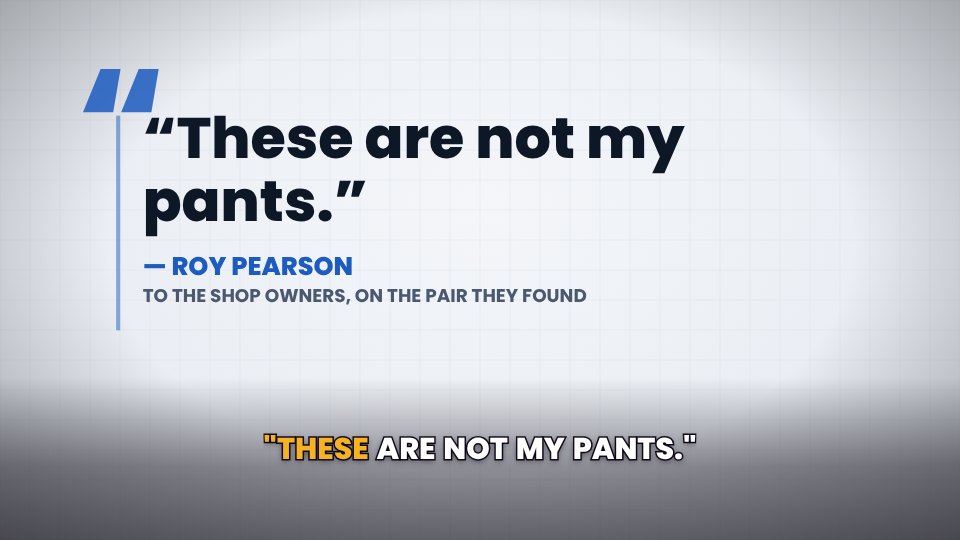 “These are not my
pants.”
— ROY PEARSON
TO THE SHOP OWNERS, ON THE PAIR THEY FOUND
"THESE ARE NOT MY PANTS."